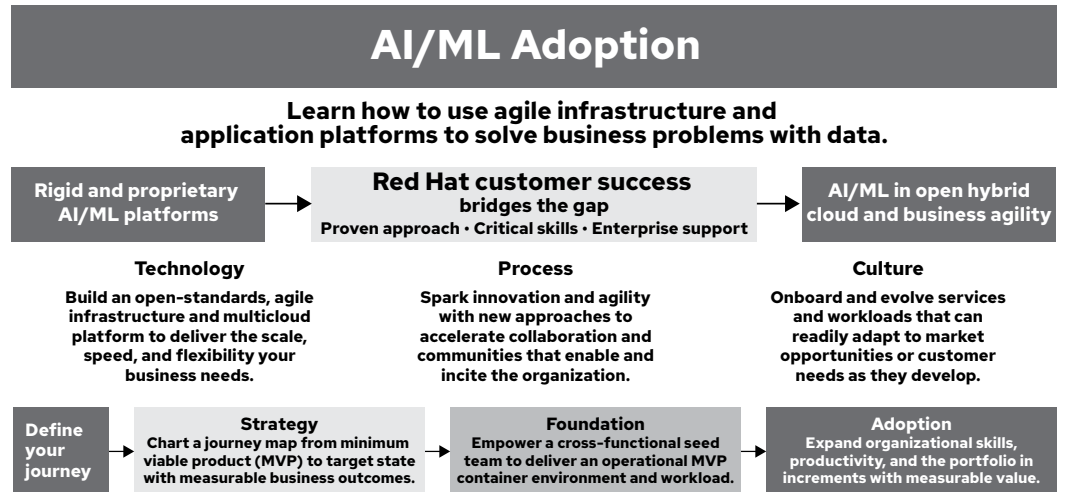 AI/ML Adoption
Learn how to use agile infrastructure and
application platforms to solve business problems with data.
Rigid and proprietary
AI/ML platforms
Red Hat customer success
bridges the gap
Proven approach • Critical skills • Enterprise support
AI/ML in open hybrid
cloud and business agility
Technology
Build an open-standards, agile
infrastructure and multicloud
platform to deliver the scale,
speed, and flexibility your
business needs.
Process
Spark innovation and agility
with new approaches to
accelerate collaboration and
communities that enable and
incite the organization.
Culture
Onboard and evolve services
and workloads that can
readily adapt to market
opportunities or customer
needs as they develop.
Define
your
journey
Strategy
Chart a journey map from minimum
viable product (MVP) to target state
with measurable business outcomes.
Foundation
Empower a cross-functional seed
team to deliver an operational MVP
container environment and workload.
Adoption
Expand organizational skills,
productivity, and the portfolio in
increments with measurable value.